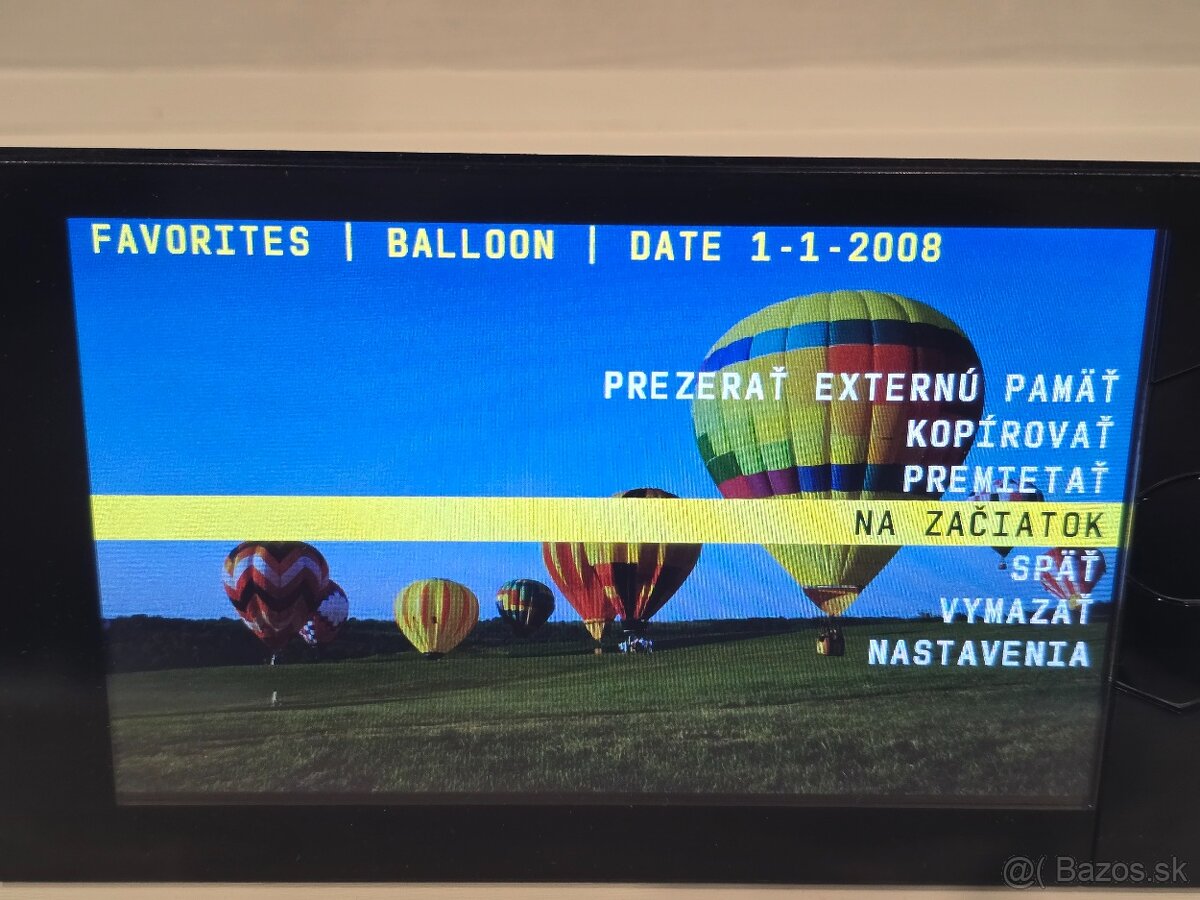 FAVORITES | BALLOON | DATE 1-1-2008
PREZERAŤ EXTERNÚ PAMÄŤ
KOPÍROVAŤ
PREMIETAŤ
NA ZAČIATOK
SPÄŤ
VYMAZAŤ
NASTAVENIA
@( Bazos.sk